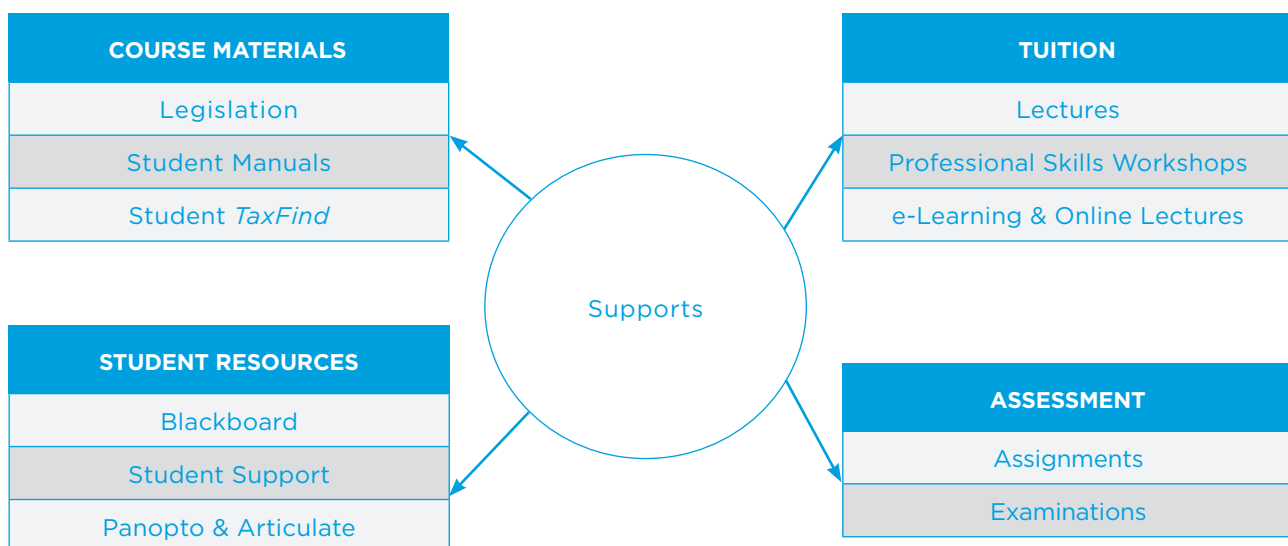 COURSE MATERIALS
Legislation
Student Manuals
Student TaxFind
TUITION
Lectures
Professional Skills Workshops
e-Learning & Online Lectures
Supports
STUDENT RESOURCES
Blackboard
Student Support
Panopto & Articulate
ASSESSMENT
Assignments
Examinations